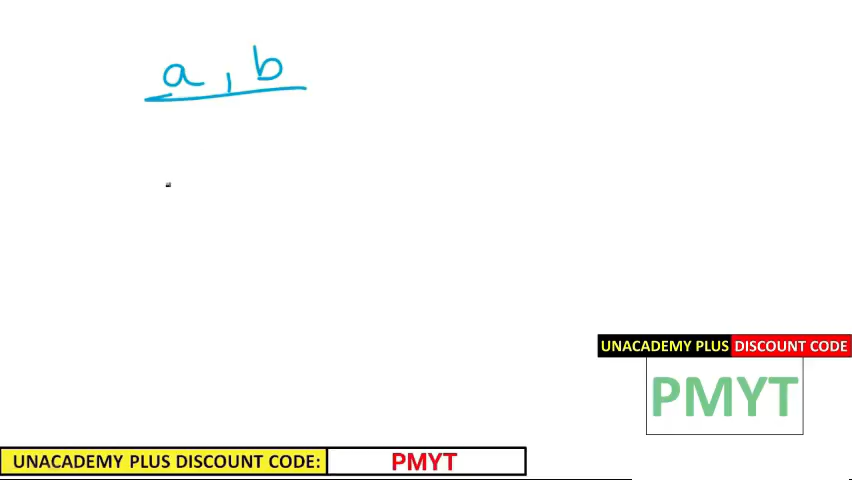 a, b
UNACADEMY PLUS DISCOUNT CODE
PMYT
UNACADEMY PLUS DISCOUNT CODE: PMYT